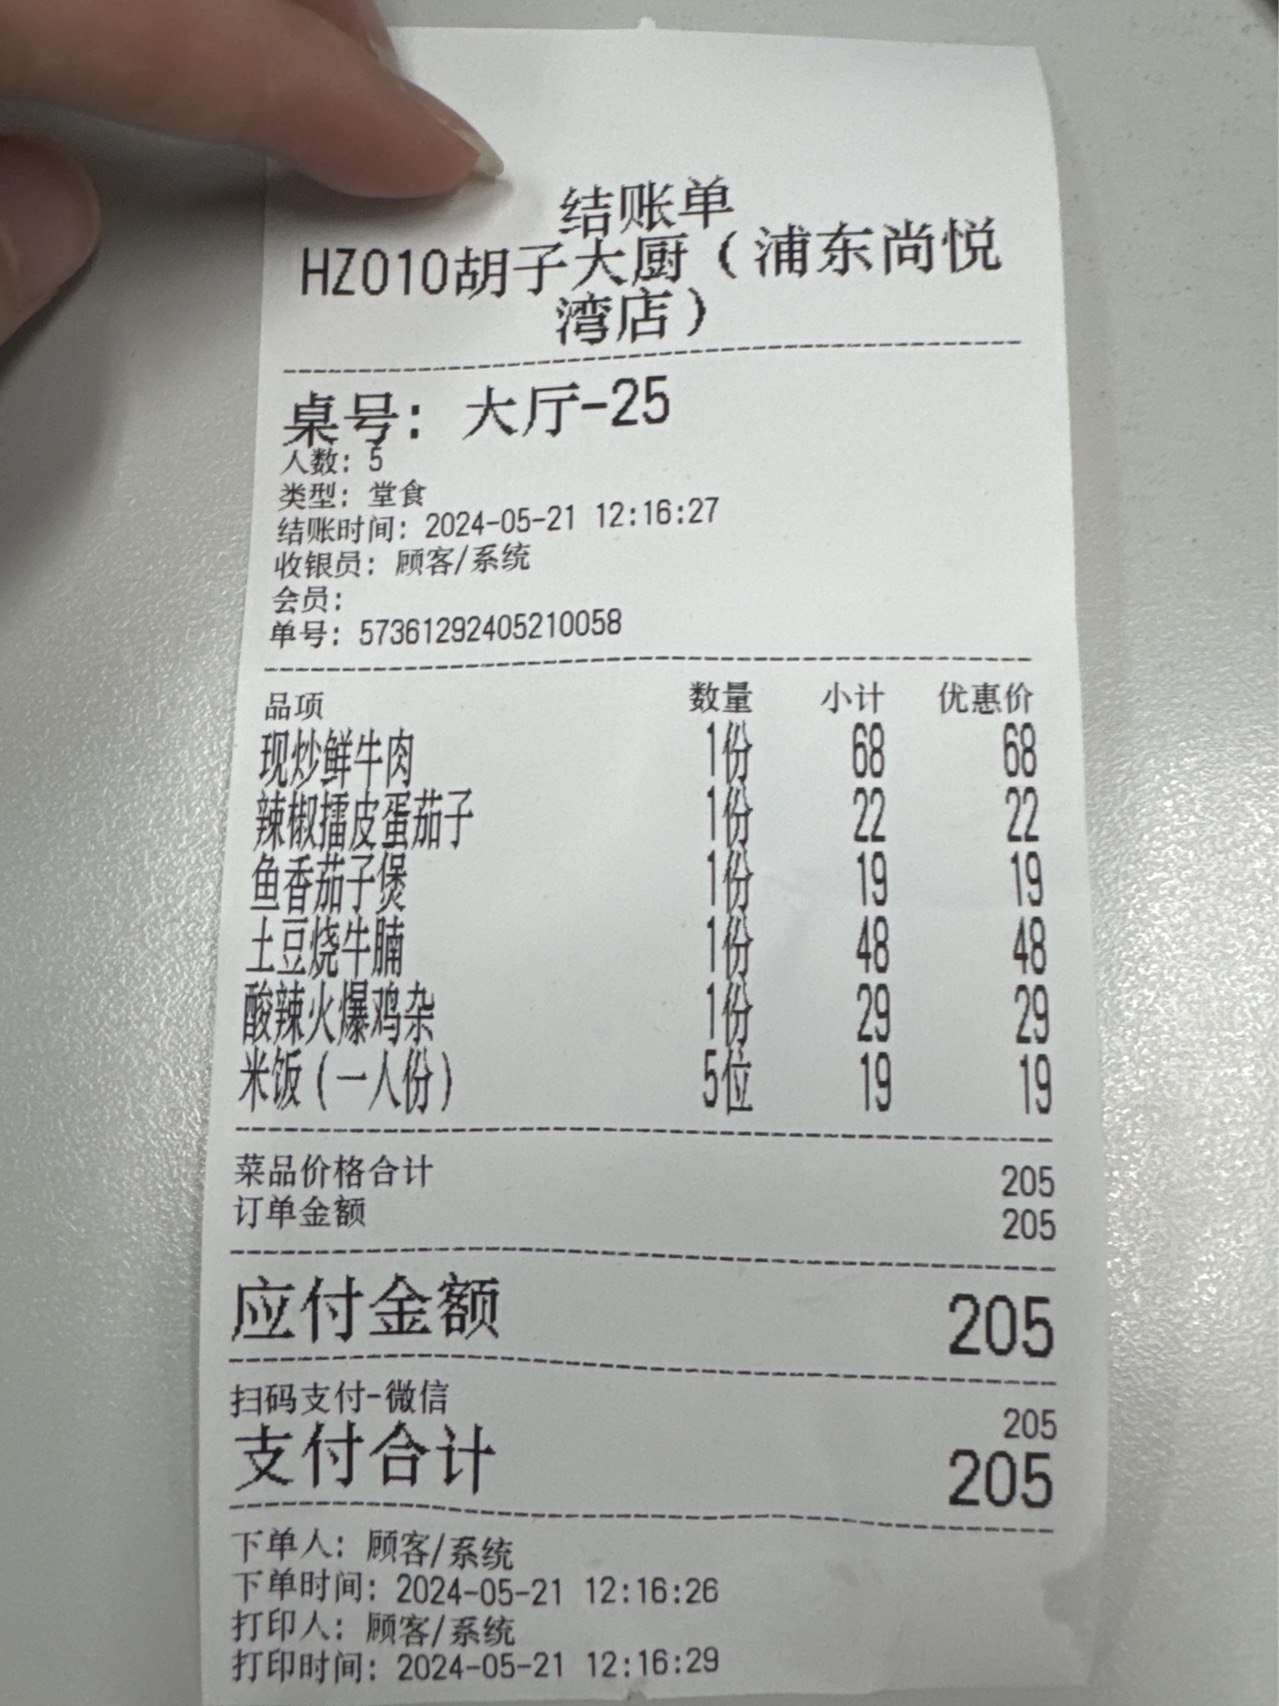 结账单
HZ010胡子大厨（浦东尚悦
湾店）
桌号：大厅-25
人数：5
类型：堂食
结账时间：2024-05-21 12:16:27
收银员：顾客/系统
会员：
单号：57361292405210058
品项 数量 小计 优惠价
现炒鲜牛肉 1份 68 68
辣椒擂皮蛋茄子 1份 22 22
鱼香茄子煲 1份 19 19
土豆烧牛腩 1份 48 48
酸辣火爆鸡杂 1份 29 29
米饭（一人份） 5位 19 19
菜品价格合计 205
订单金额 205
应付金额 205
扫码支付-微信 205
支付合计 205
下单人：顾客/系统
下单时间：2024-05-21 12:16:26
打印人：顾客/系统
打印时间：2024-05-21 12:16:29